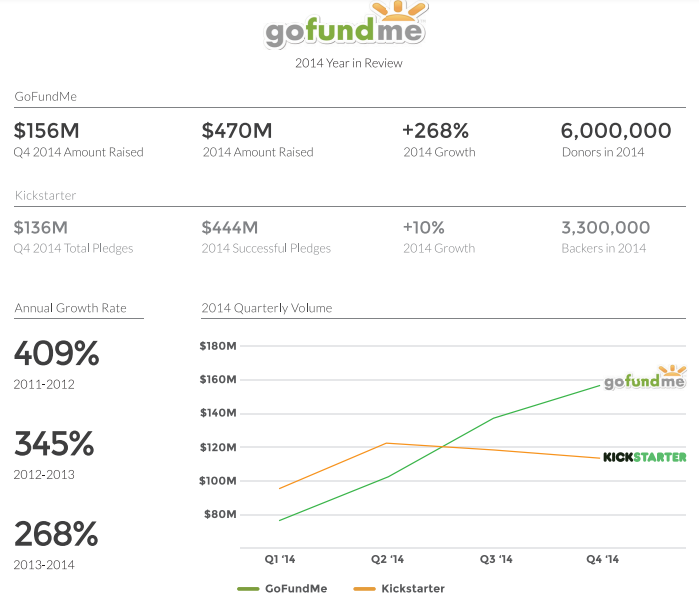 gofundme
2014 Year in Review
GoFundMe
$156M $470M +268% 6,000,000
Q4 2014 Amount Raised 2014 Amount Raised 2014 Growth Donors in 2014
Kickstarter
$136M $444M +10% 3,300,000
Q4 2014 Total Pledges 2014 Successful Pledges 2014 Growth Backers in 2014
Annual Growth Rate
409%
2011-2012
345%
2012-2013
268%
2013-2014
2014 Quarterly Volume
$180M
$160M
gofundme
$140M
$120M
KICKSTARTER
$100M
$80M
Q1 '14 Q2 '14 Q3 '14 Q4 '14
GoFundMe Kickstarter